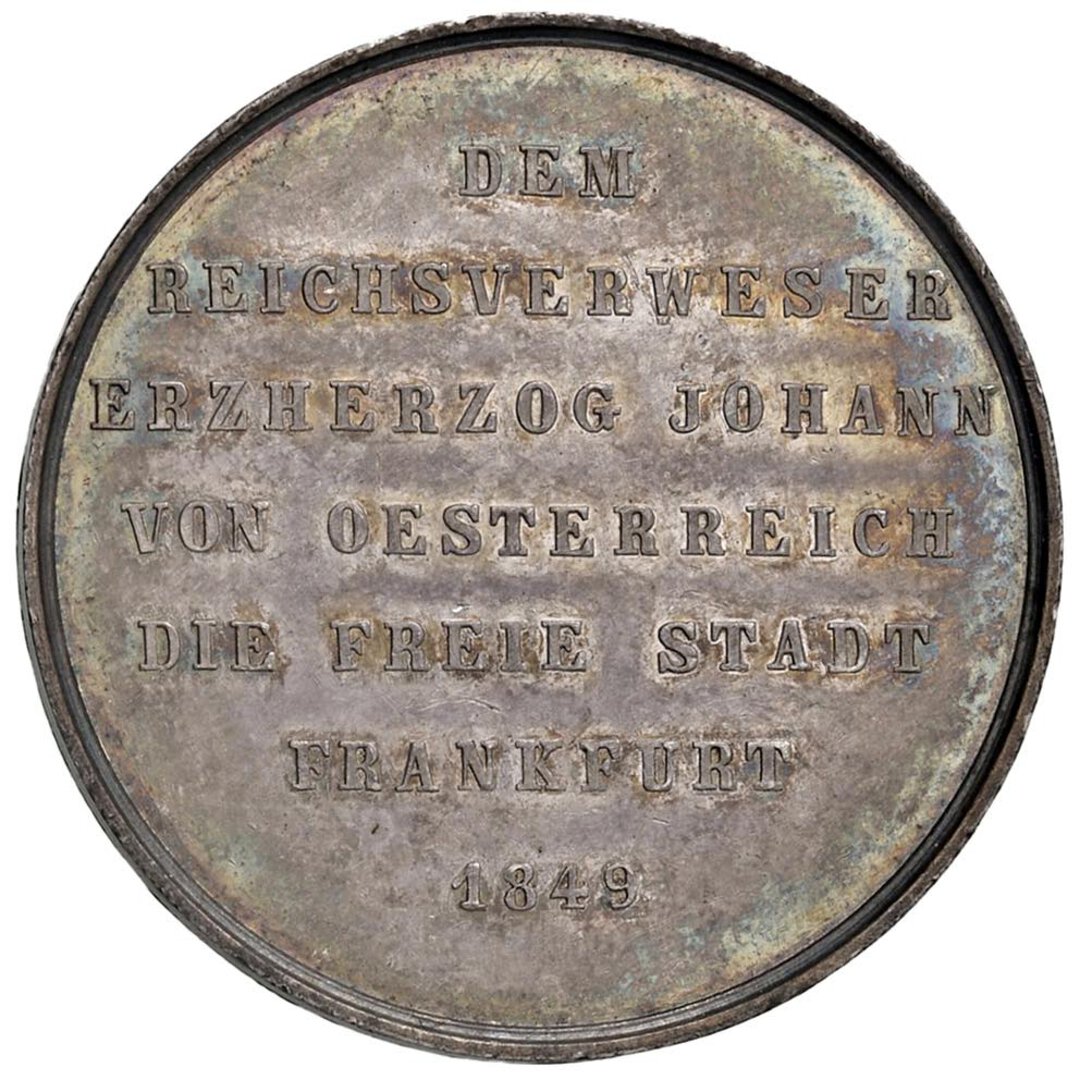 DEM
REICHSVERWESER
ERZHERZOG JOHANN
VON OESTERREICH
DIE FREIE STADT
FRANKFURT
1849